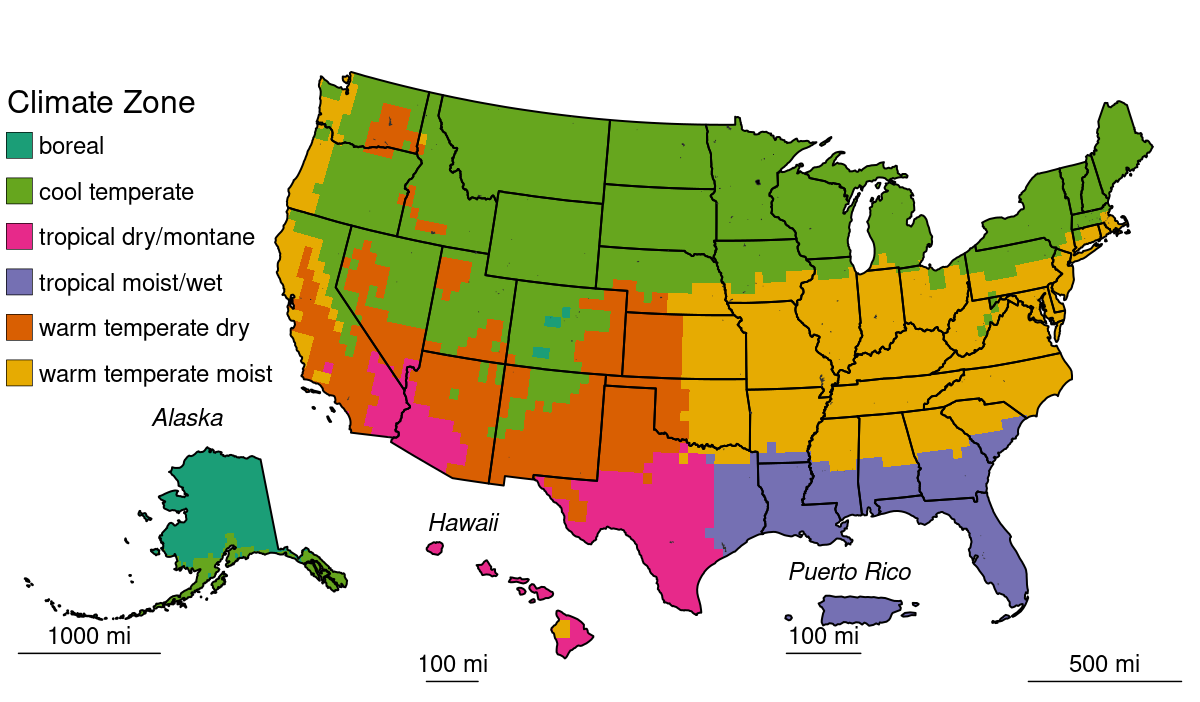 Climate Zone
boreal
cool temperate
tropical dry/montane
tropical moist/wet
warm temperate dry
warm temperate moist
Alaska
Hawaii
Puerto Rico
1000 mi
100 mi
100 mi
500 mi